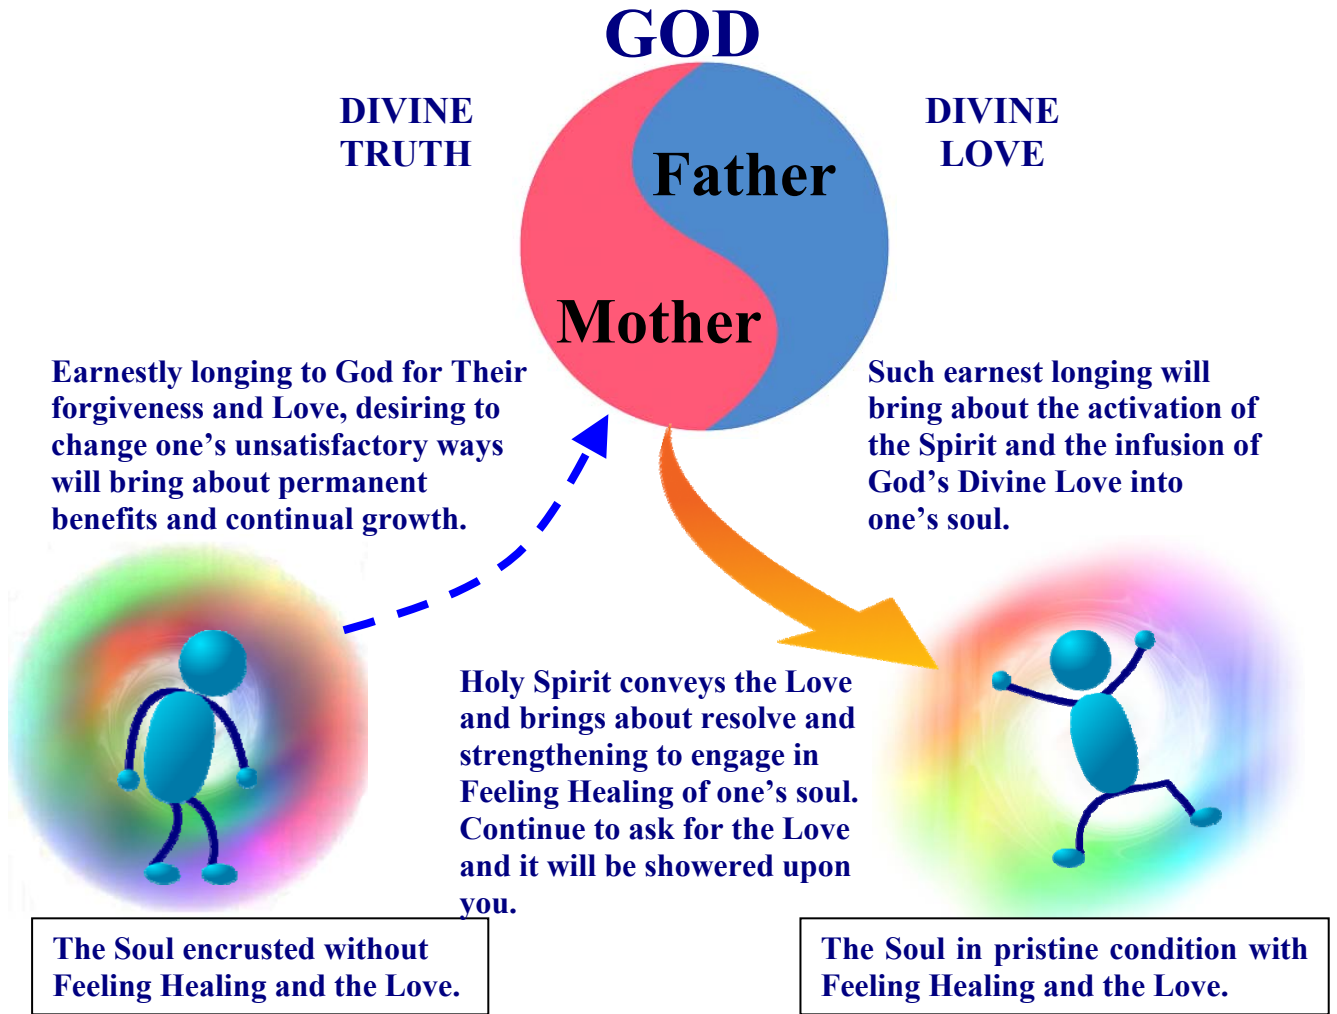 GOD
DIVINE
TRUTH
DIVINE
LOVE
Father
Mother
Earnestly longing to God for Their
forgiveness and Love, desiring to
change one’s unsatisfactory ways
will bring about permanent
benefits and continual growth.
Such earnest longing will
bring about the activation of
the Spirit and the infusion of
God’s Divine Love into
one’s soul.
Holy Spirit conveys the Love
and brings about resolve and
strengthening to engage in
Feeling Healing of one’s soul.
Continue to ask for the Love
and it will be showered upon
you.
The Soul encrusted without
Feeling Healing and the Love.
The Soul in pristine condition with
Feeling Healing and the Love.